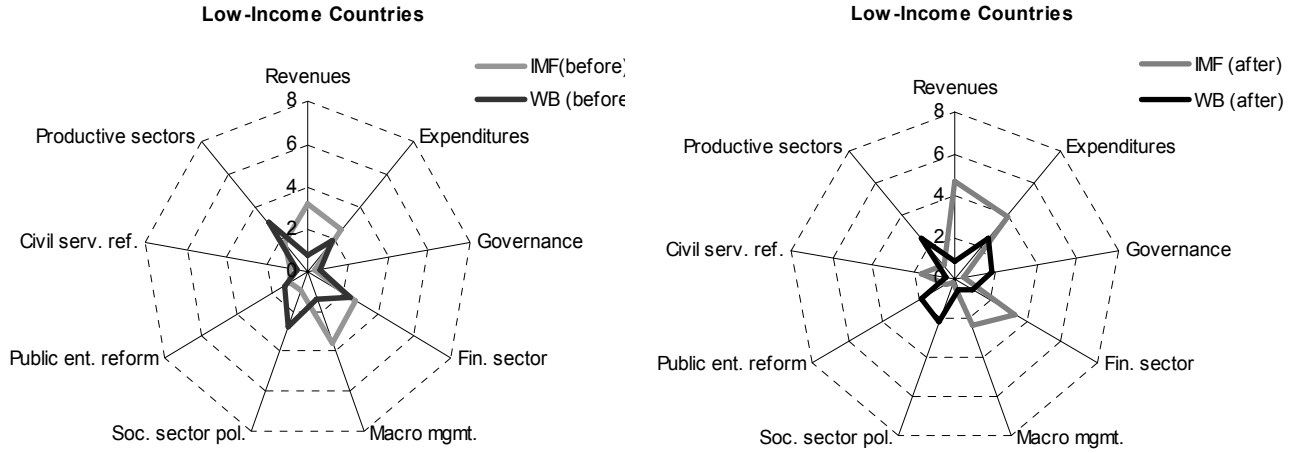 Low-Income Countries
IMF(before)
WB (before
Revenues
8
6
4
2
0
Expenditures
Governance
Fin. sector
Macro mgmt.
Soc. sector pol.
Public ent. reform
Civil serv. ref.
Productive sectors
Low-Income Countries
IMF (after)
WB (after)
Revenues
8
6
4
2
0
Expenditures
Governance
Fin. sector
Macro mgmt.
Soc. sector pol.
Public ent. reform
Civil serv. ref.
Productive sectors